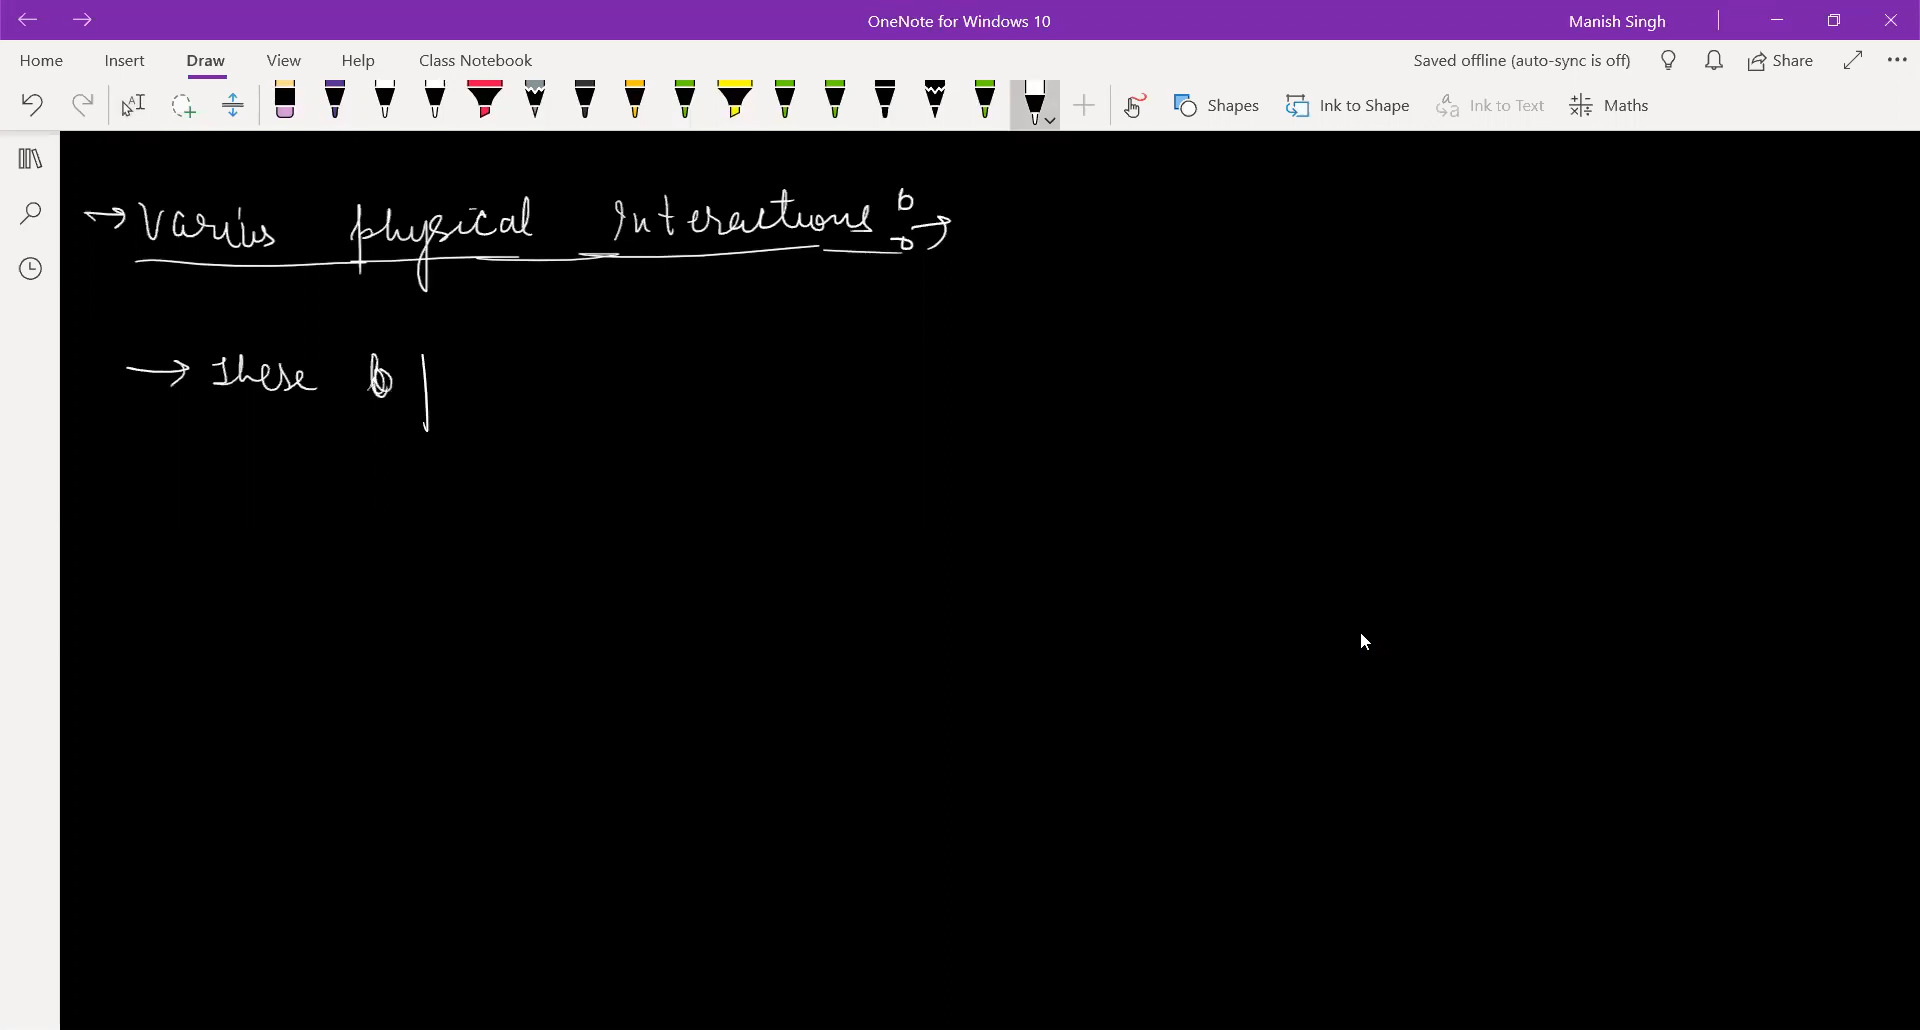 OneNote for Windows 10
Manish Singh
Home Insert Draw View Help Class Notebook
Saved offline (auto-sync is off) Share
Shapes Ink to Shape Ink to Text Maths
→ Varius physical Interactions
→ These